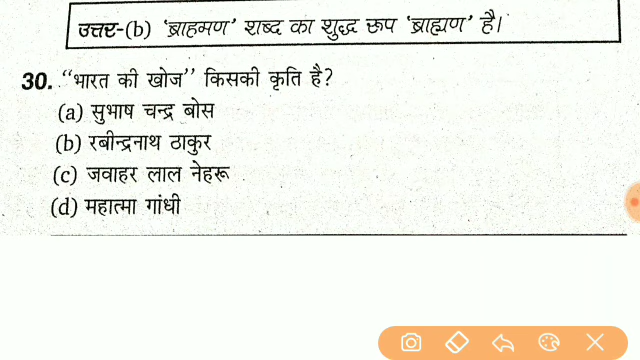 उत्तर-(b) ‘ब्राहमण’ शब्द का शुद्ध रूप ‘ब्राह्मण’ है।
30. “भारत की खोज” किसकी कृति है?
(a) सुभाष चन्द्र बोस
(b) रबीन्द्रनाथ ठाकुर
(c) जवाहर लाल नेहरू
(d) महात्मा गांधी